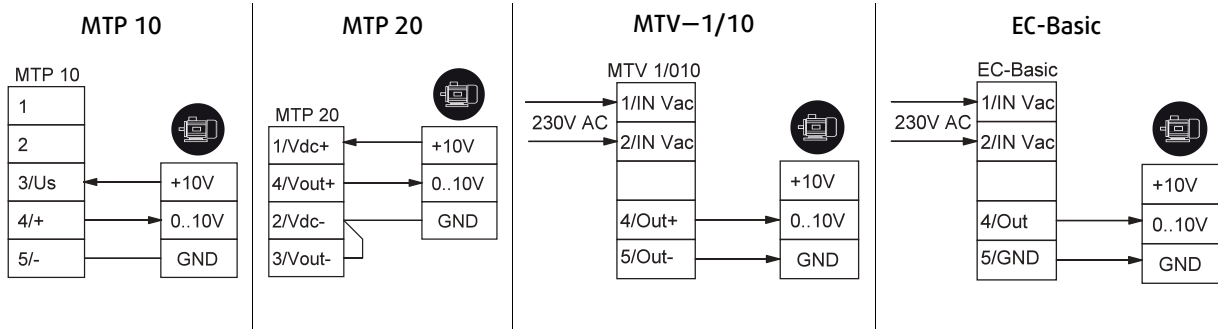 MTP 10
MTP 10
1
2
3/Us
4/+
5/-
+10V
0..10V
GND
MTP 20
MTP 20
1/Vdc+
4/Vout+
2/Vdc-
3/Vout-
+10V
0..10V
GND
MTV–1/10
MTV 1/010
230V AC
1/IN Vac
2/IN Vac
4/Out+
5/Out-
+10V
0..10V
GND
EC-Basic
EC-Basic
230V AC
1/IN Vac
2/IN Vac
4/Out
5/GND
+10V
0..10V
GND